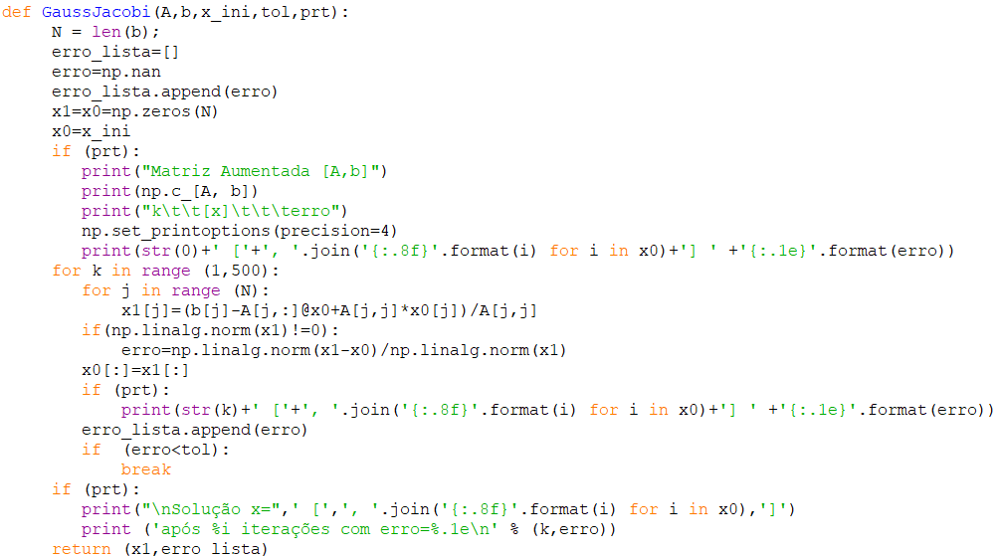 def GaussJacobi(A,b,x_ini,tol,prt):
     N = len(b);
     erro_lista=[]
     erro=np.nan
     erro_lista.append(erro)
     x1=x0=np.zeros(N)
     x0=x_ini
     if (prt):
        print("Matriz Aumentada [A,b]")
        print(np.c_[A, b])
        print("k\t\t[x]\t\t\terro")
        np.set_printoptions(precision=4)
        print(str(0)+' ['+', '.join('{:.8f}'.format(i) for i in x0)+'] ' +'{:.1e}'.format(erro))
     for k in range (1,500):
        for j in range (N):
            x1[j]=(b[j]-A[j,:]@x0+A[j,j]*x0[j])/A[j,j]
        if(np.linalg.norm(x1)!=0):
            erro=np.linalg.norm(x1-x0)/np.linalg.norm(x1)
        x0[:]=x1[:]
        if (prt):
            print(str(k)+' ['+', '.join('{:.8f}'.format(i) for i in x0)+'] ' +'{:.1e}'.format(erro))
        erro_lista.append(erro)
        if  (erro<tol):
            break
     if (prt):
        print("\nSolução x=",' [',', '.join('{:.8f}'.format(i) for i in x0),']')
        print ('após %i iterações com erro=%.1e\n' % (k,erro))
     return (x1,erro lista)